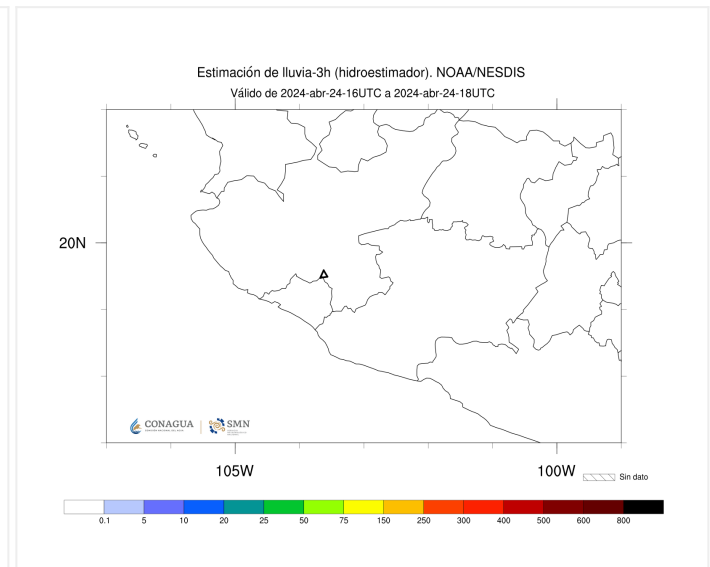 Estimación de lluvia-3h (hidroestimador). NOAA/NESDIS
Válido de 2024-abr-24-16UTC a 2024-abr-24-18UTC
20N
CONAGUA
SMN
105W
100W
Sin dato
0.1 5 10 20 25 50 75 150 250 300 400 500 600 800